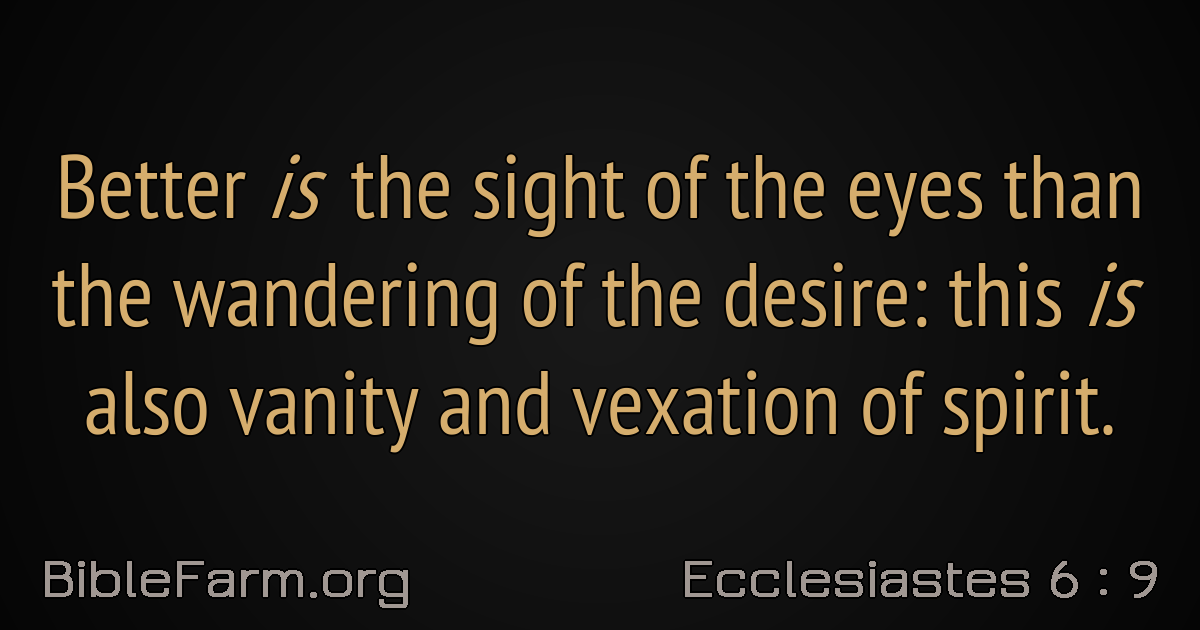 Better is the sight of the eyes than
the wandering of the desire: this is
also vanity and vexation of spirit.
BibleFarm.org
Ecclesiastes 6 : 9